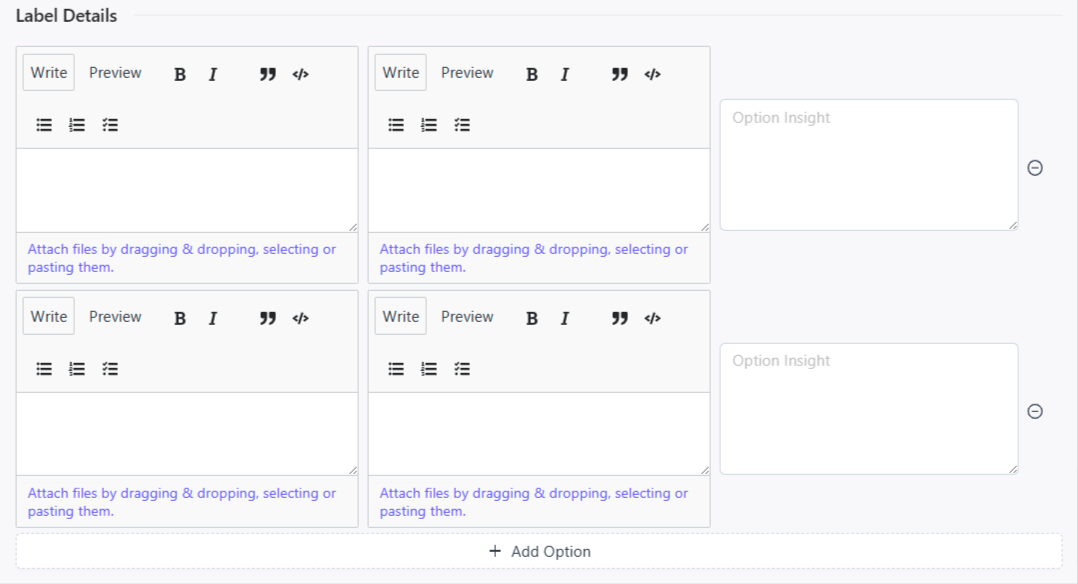 Label Details
Write Preview B I
Write Preview B I
Option Insight
Attach files by dragging & dropping, selecting or
pasting them.
Attach files by dragging & dropping, selecting or
pasting them.
Write Preview B I
Write Preview B I
Option Insight
Attach files by dragging & dropping, selecting or
pasting them.
Attach files by dragging & dropping, selecting or
pasting them.
+ Add Option